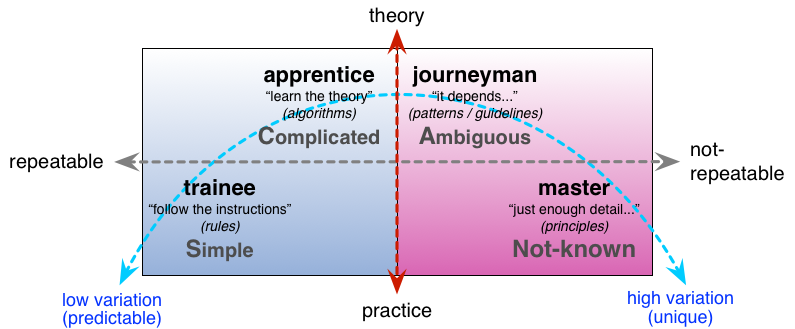 theory
apprentice
“learn the theory”
(algorithms)
Complicated
journeyman
“it depends...”
(patterns / guidelines)
Ambiguous
repeatable
not-
repeatable
trainee
“follow the instructions”
(rules)
Simple
master
“just enough detail...”
(principles)
Not-known
low variation
(predictable)
practice
high variation
(unique)